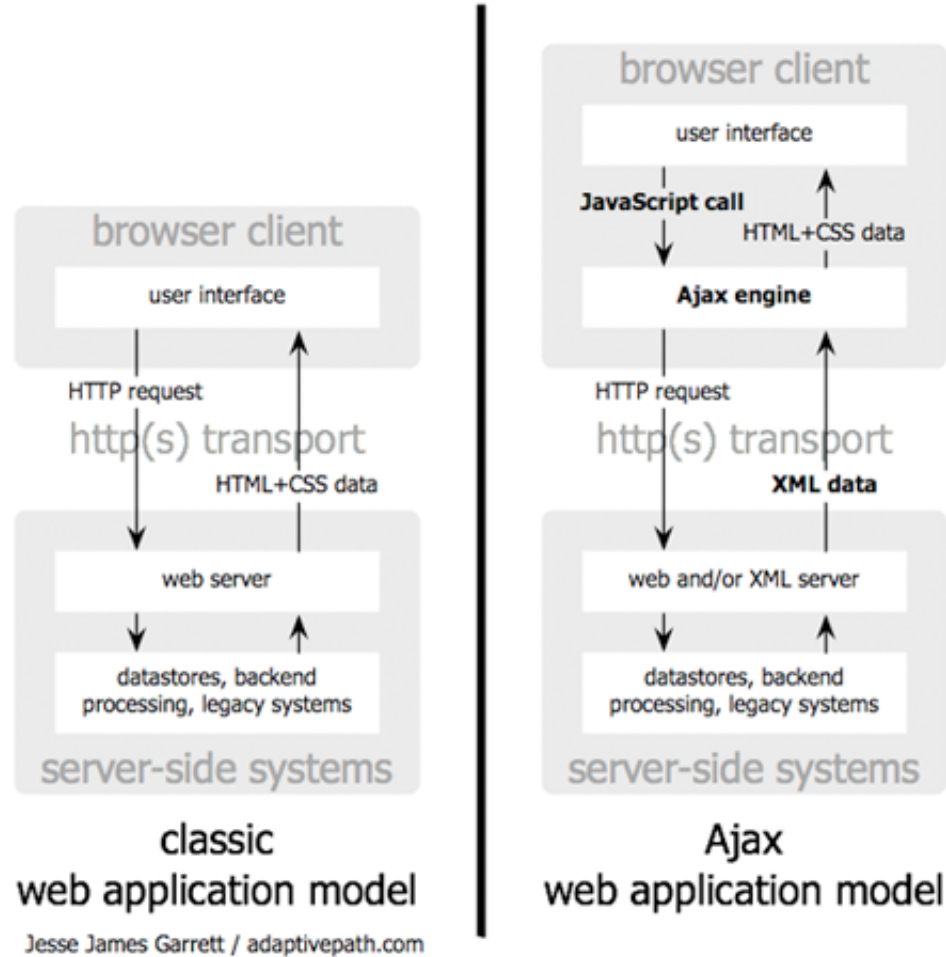 browser client
user interface
HTTP request
http(s) transport
HTML+CSS data
web server
datastores, backend
processing, legacy systems
server-side systems
classic
web application model
Jesse James Garrett / adaptivepath.com
browser client
user interface
JavaScript call
HTML+CSS data
Ajax engine
HTTP request
http(s) transport
XML data
web and/or XML server
datastores, backend
processing, legacy systems
server-side systems
Ajax
web application model